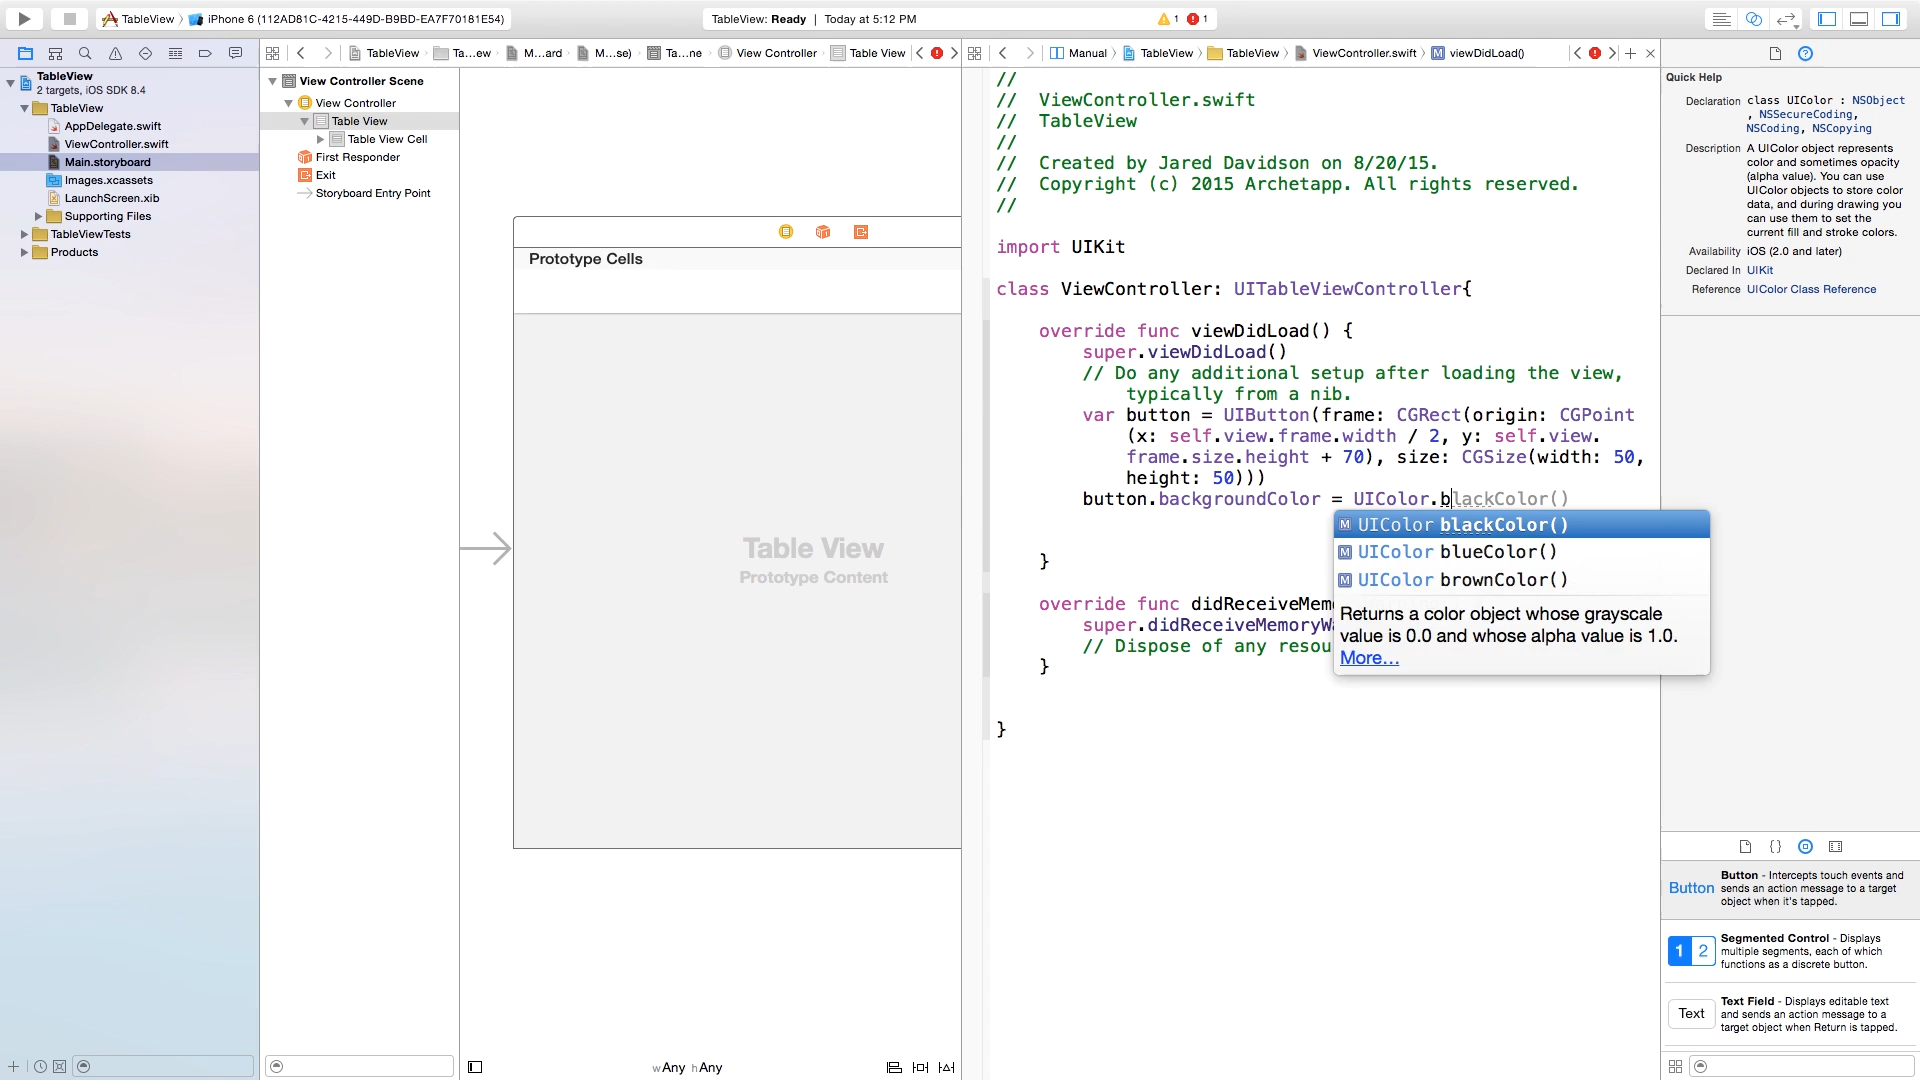 TableView
iPhone 6 (112AD81C-4215-449D-B9BD-EA7F70181E54)
TableView: Ready | Today at 5:12 PM
1
1
TableView
Ta...ew
M...ard
M...se)
Ta...ne
View Controller
Table View
Manual
TableView
TableView
ViewController.swift
M
viewDidLoad()
TableView
2 targets, iOS SDK 8.4
TableView
AppDelegate.swift
ViewController.swift
Main.storyboard
Images.xcassets
LaunchScreen.xib
Supporting Files
TableViewTests
Products
View Controller Scene
View Controller
Table View
Table View Cell
First Responder
Exit
Storyboard Entry Point
Prototype Cells
Table View
Prototype Content
wAny hAny
//
// ViewController.swift
// TableView
//
// Created by Jared Davidson on 8/20/15.
// Copyright (c) 2015 Archetapp. All rights reserved.
//
import UIKit
class ViewController: UITableViewController{
override func viewDidLoad() {
super.viewDidLoad()
// Do any additional setup after loading the view,
typically from a nib.
var button = UIButton(frame: CGRect(origin: CGPoint
(x: self.view.frame.width / 2, y: self.view.
frame.size.height + 70), size: CGSize(width: 50,
height: 50)))
button.backgroundColor = UIColor.blackColor()
M UIColor blackColor()
M UIColor blueColor()
M UIColor brownColor()
Returns a color object whose grayscale
value is 0.0 and whose alpha value is 1.0.
More...
}
override func didReceiveMem
super.didReceiveMemoryW
// Dispose of any resou
}
}
Quick Help
Declaration class UIColor : NSObject
, NSSecureCoding,
NSCoding, NSCopying
Description A UIColor object represents
color and sometimes opacity
(alpha value). You can use
UIColor objects to store color
data, and during drawing you
can use them to set the
current fill and stroke colors.
Availability iOS (2.0 and later)
Declared In UIKit
Reference UIColor Class Reference
{}
Button
Button - Intercepts touch events and
sends an action message to a target
object when it's tapped.
1 2
Segmented Control - Displays
multiple segments, each of which
functions as a discrete button.
Text
Text Field - Displays editable text
and sends an action message to a
target object when Return is tapped.